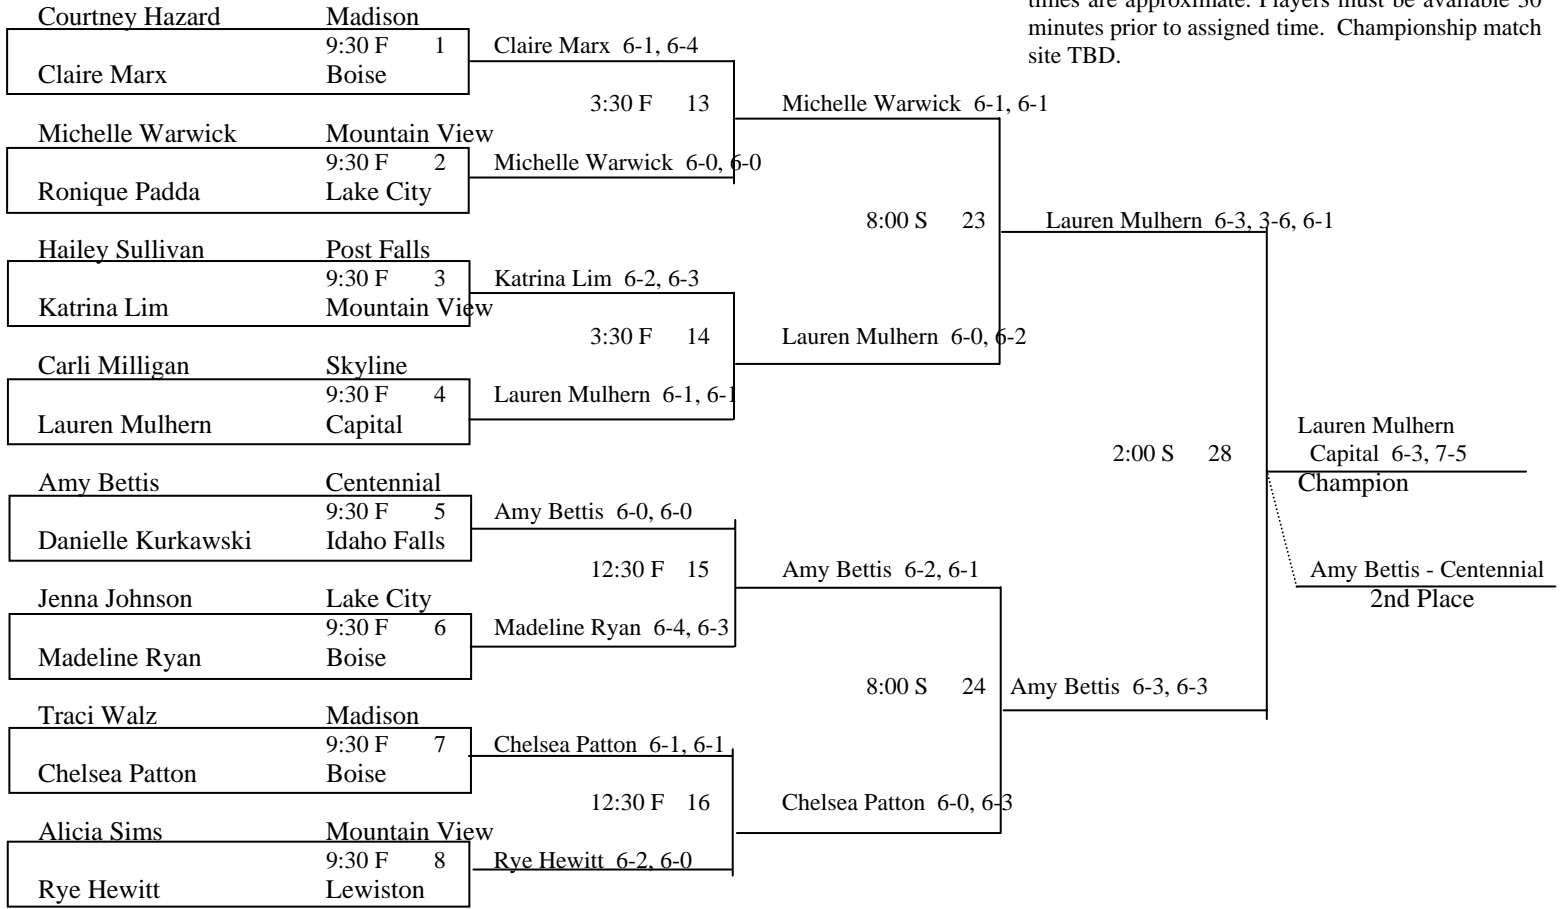 times are approximate. Players must be available 30
minutes prior to assigned time. Championship match
site TBD.
Courtney Hazard Madison
9:30 F 1
Claire Marx Boise
Michelle Warwick Mountain View
9:30 F 2
Ronique Padda Lake City
Hailey Sullivan Post Falls
9:30 F 3
Katrina Lim Mountain View
Carli Milligan Skyline
9:30 F 4
Lauren Mulhern Capital
Amy Bettis Centennial
9:30 F 5
Danielle Kurkawski Idaho Falls
Jenna Johnson Lake City
9:30 F 6
Madeline Ryan Boise
Traci Walz Madison
9:30 F 7
Chelsea Patton Boise
Alicia Sims Mountain View
9:30 F 8
Rye Hewitt Lewiston
Claire Marx 6-1, 6-4
3:30 F 13
Michelle Warwick 6-0, 6-0
Katrina Lim 6-2, 6-3
3:30 F 14
Lauren Mulhern 6-1, 6-1
Amy Bettis 6-0, 6-0
12:30 F 15
Madeline Ryan 6-4, 6-3
Chelsea Patton 6-1, 6-1
12:30 F 16
Rye Hewitt 6-2, 6-0
Michelle Warwick 6-1, 6-1
8:00 S 23
Lauren Mulhern 6-0, 6-2
Amy Bettis 6-2, 6-1
8:00 S 24
Chelsea Patton 6-0, 6-3
Lauren Mulhern 6-3, 3-6, 6-1
2:00 S 28
Amy Bettis 6-3, 6-3
Lauren Mulhern
Capital 6-3, 7-5
Champion
Amy Bettis - Centennial
2nd Place